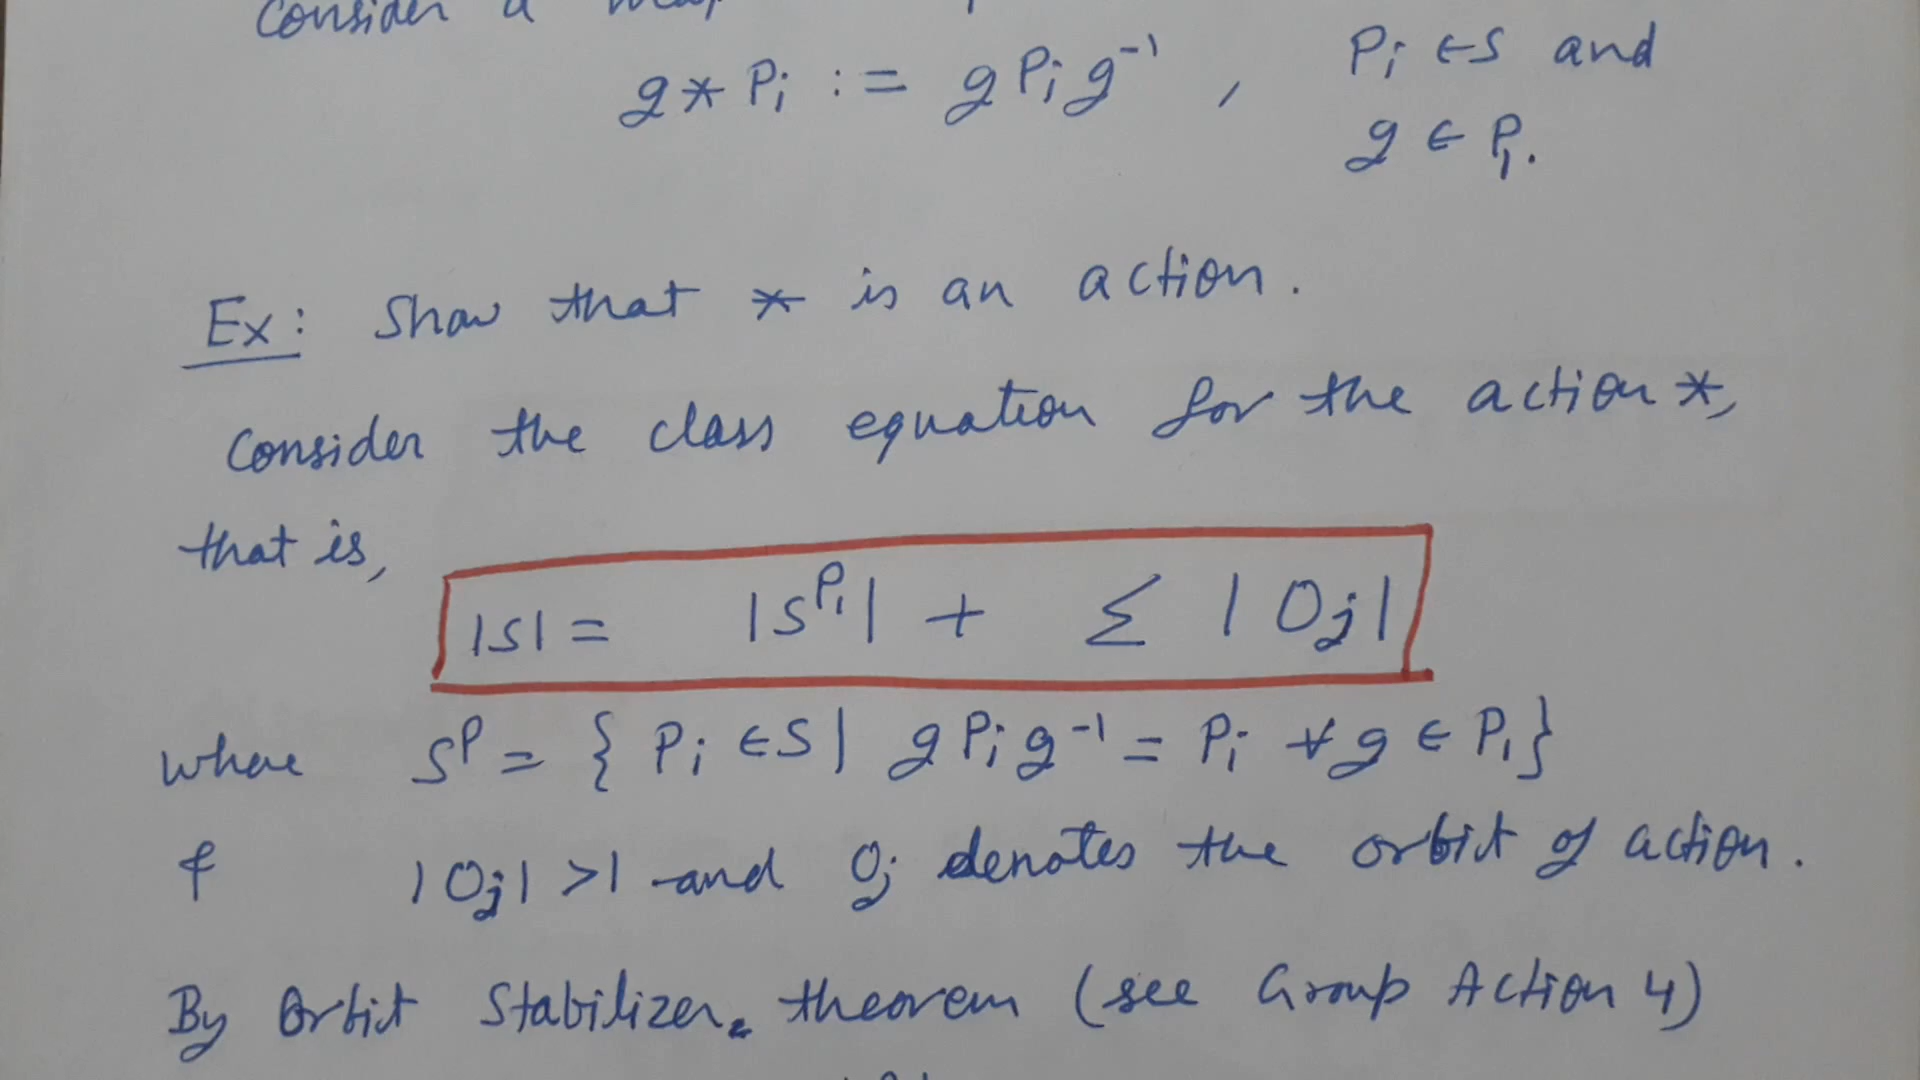 Consider a map
g * Pi := g Pi g⁻¹ , Pi ∈ S and
g ∈ P1.
Ex: Show that * is an action.
Consider the class equation for the action *,
that is,
|S| = |S^P1| + Σ |Oj|
where S^P = { Pi ∈ S | g Pi g⁻¹ = Pi ∀ g ∈ P1 }
& |Oj| > 1 and Oj denotes the orbit of action.
By Orbit Stabilizer theorem (see Group Action 4)